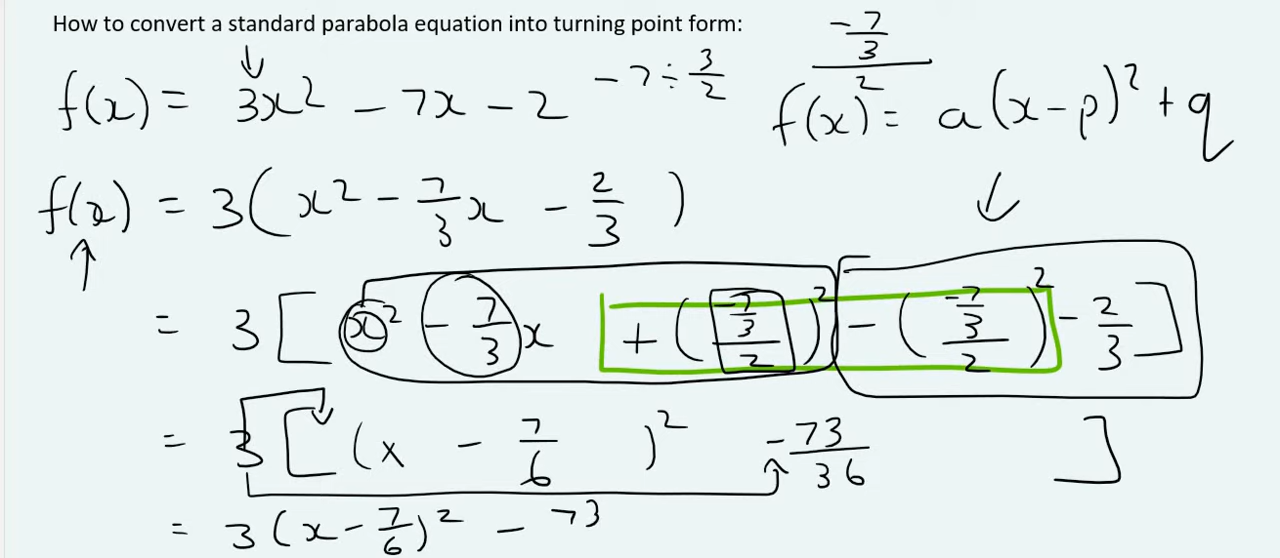 How to convert a standard parabola equation into turning point form:
f(x) = 3x² - 7x - 2
-7 ÷ 3/2
(-7/3)/2
f(x) = a(x-p)² + q
f(x) = 3(x² - 7/3 x - 2/3)
= 3[x² - 7/3 x + ((-7/3)/2)² - ((-7/3)/2)² - 2/3]
= 3[(x - 7/6)² - 73/36]
= 3(x - 7/6)² - 73